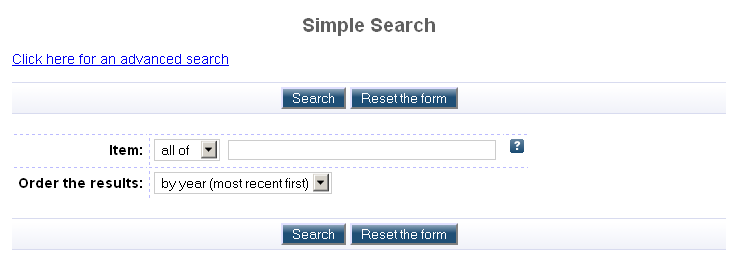 Simple Search
Click here for an advanced search
Search Reset the form
Item: all of ?
Order the results: by year (most recent first)
Search Reset the form